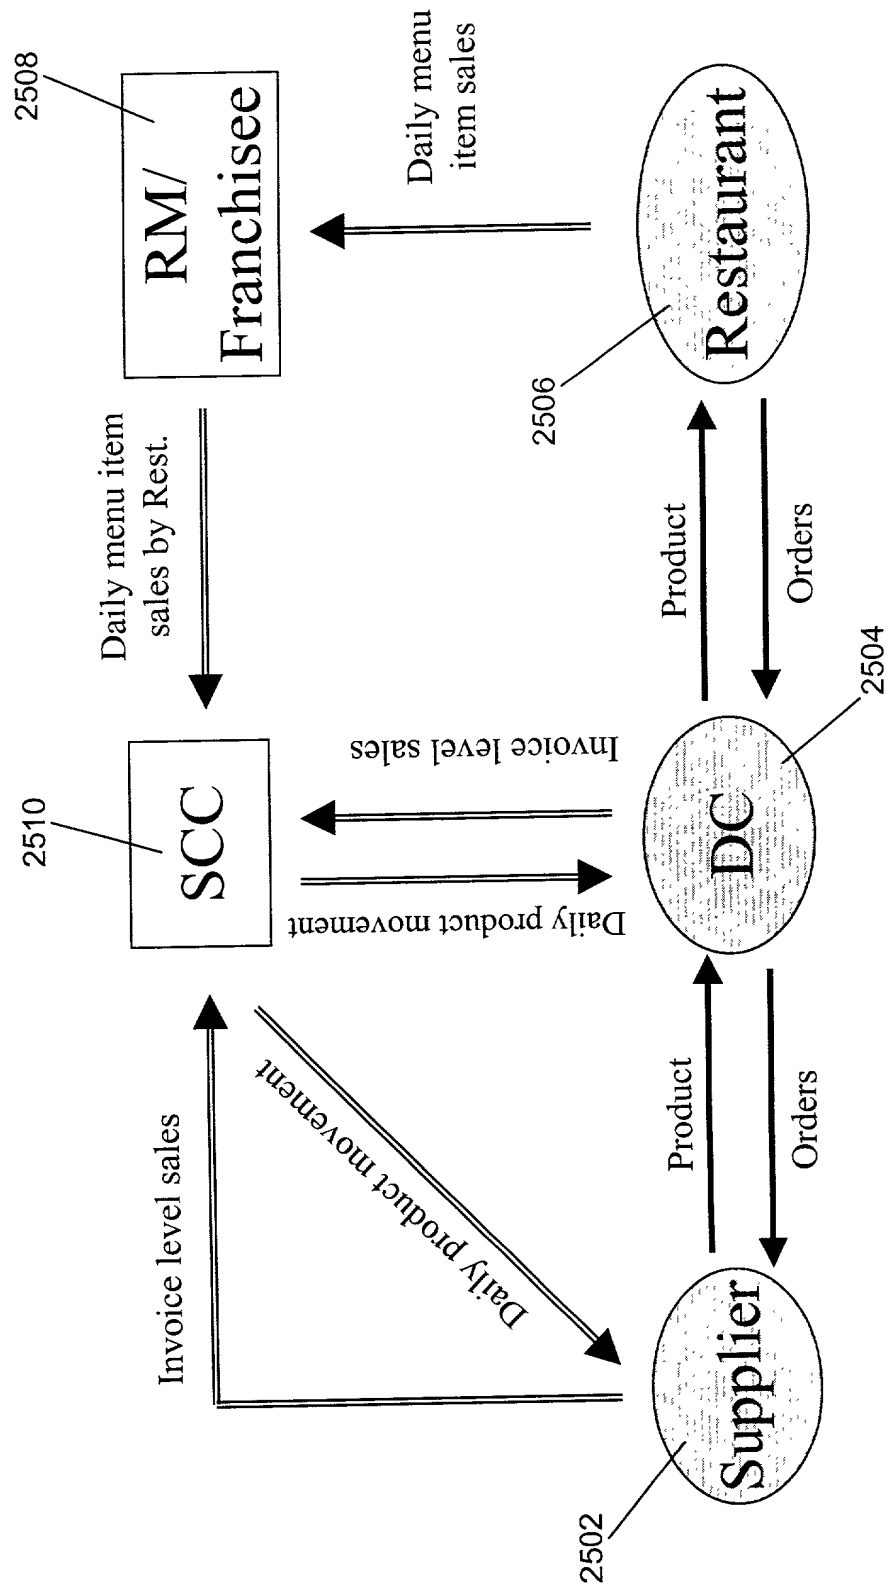 2510
2508
SCC
RM/
Franchisee
Invoice level sales
Daily menu item
sales by Rest.
Daily menu
item sales
Daily product movement
Daily product movement
Invoice level sales
2506
Product
Product
Supplier
DC
Restaurant
Orders
Orders
2502
2504